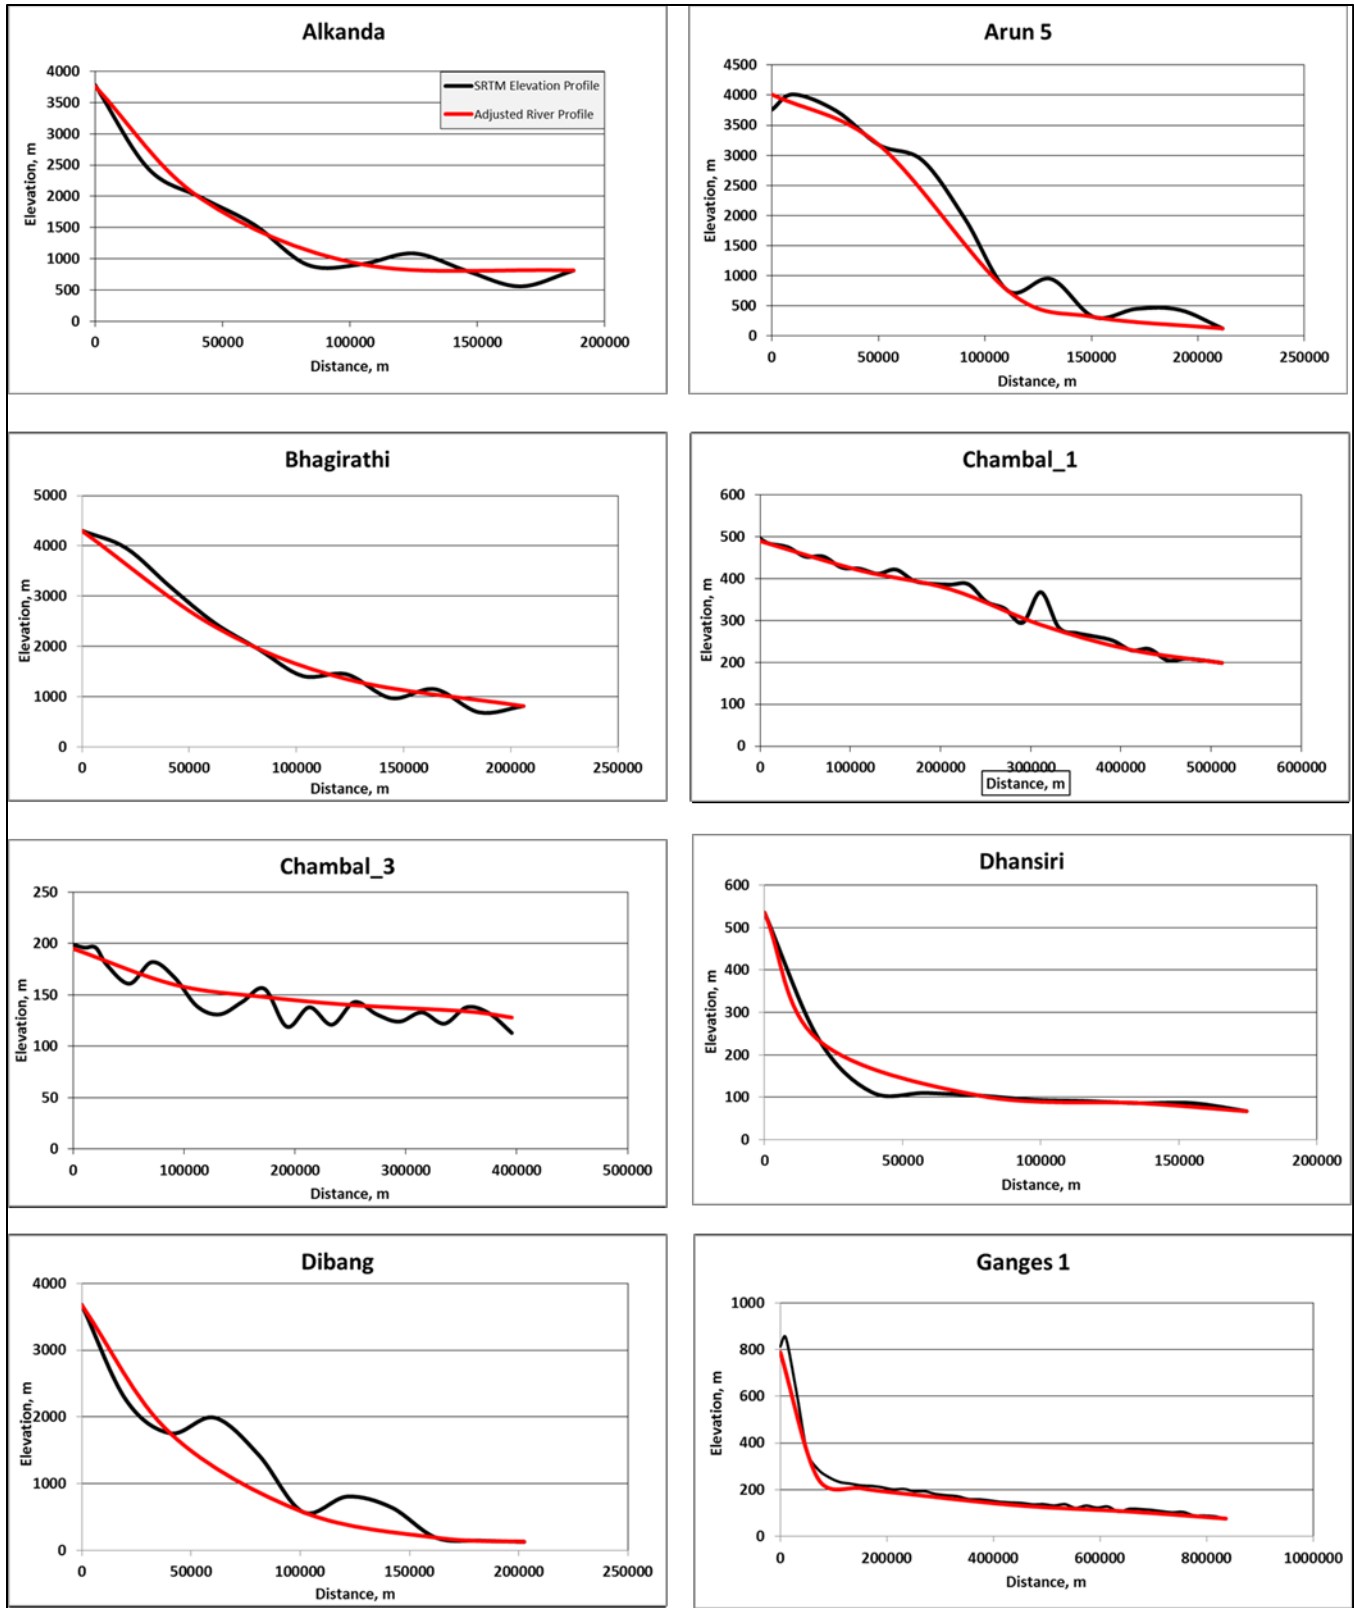 Alkanda
4000
3500
3000
2500
2000
1500
1000
500
0
Elevation, m
SRTM Elevation Profile
Adjusted River Profile
0 50000 100000 150000 200000
Distance, m
Arun 5
4500
4000
3500
3000
2500
2000
1500
1000
500
0
Elevation, m
0 50000 100000 150000 200000 250000
Distance, m
Bhagirathi
5000
4000
3000
2000
1000
0
Elevation, m
0 50000 100000 150000 200000 250000
Distance, m
Chambal_1
600
500
400
300
200
100
0
Elevation, m
0 100000 200000 300000 400000 500000 600000
Distance, m
Chambal_3
250
200
150
100
50
0
Elevation, m
0 100000 200000 300000 400000 500000
Distance, m
Dhansiri
600
500
400
300
200
100
0
Elevation, m
0 50000 100000 150000 200000
Distance, m
Dibang
4000
3000
2000
1000
0
Elevation, m
0 50000 100000 150000 200000 250000
Distance, m
Ganges 1
1000
800
600
400
200
0
Elevation, m
0 200000 400000 600000 800000 1000000
Distance, m